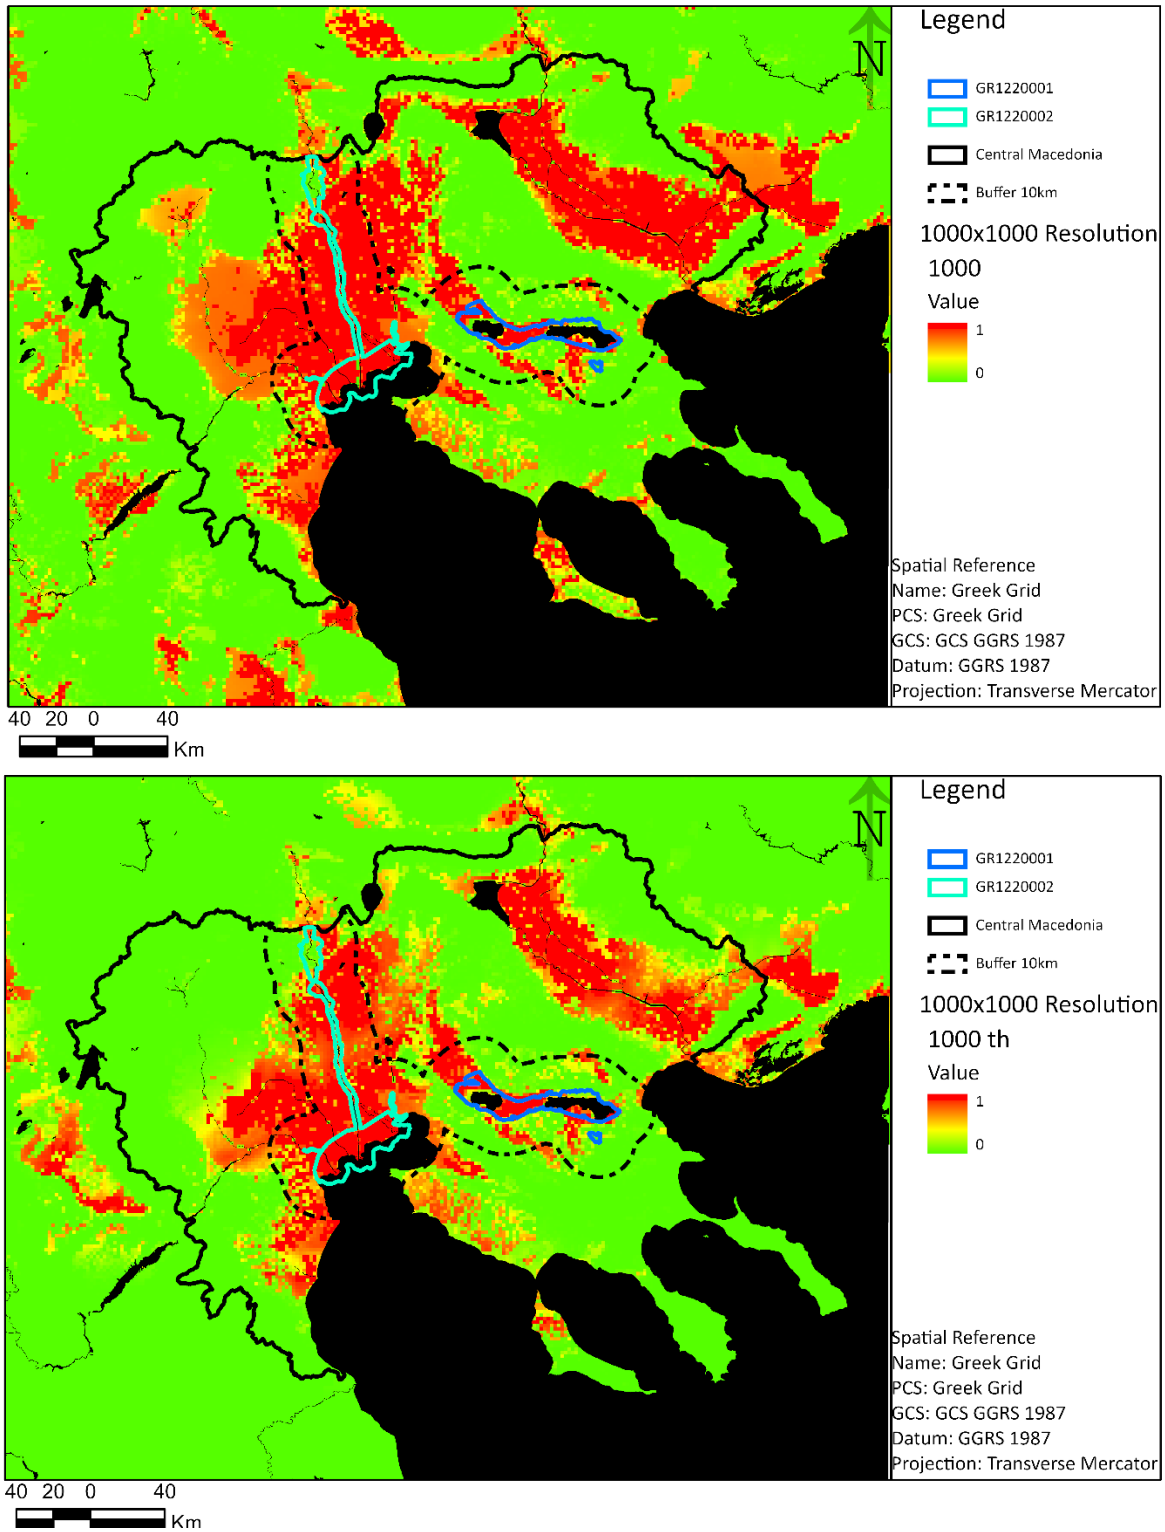 N
Legend
GR1220001
GR1220002
Central Macedonia
Buffer 10km
1000x1000 Resolution
1000
Value
1
0
Spatial Reference
Name: Greek Grid
PCS: Greek Grid
GCS: GCS GGRS 1987
Datum: GGRS 1987
Projection: Transverse Mercator
40 20 0 40
Km
N
Legend
GR1220001
GR1220002
Central Macedonia
Buffer 10km
1000x1000 Resolution
1000 th
Value
1
0
Spatial Reference
Name: Greek Grid
PCS: Greek Grid
GCS: GCS GGRS 1987
Datum: GGRS 1987
Projection: Transverse Mercator
40 20 0 40
Km